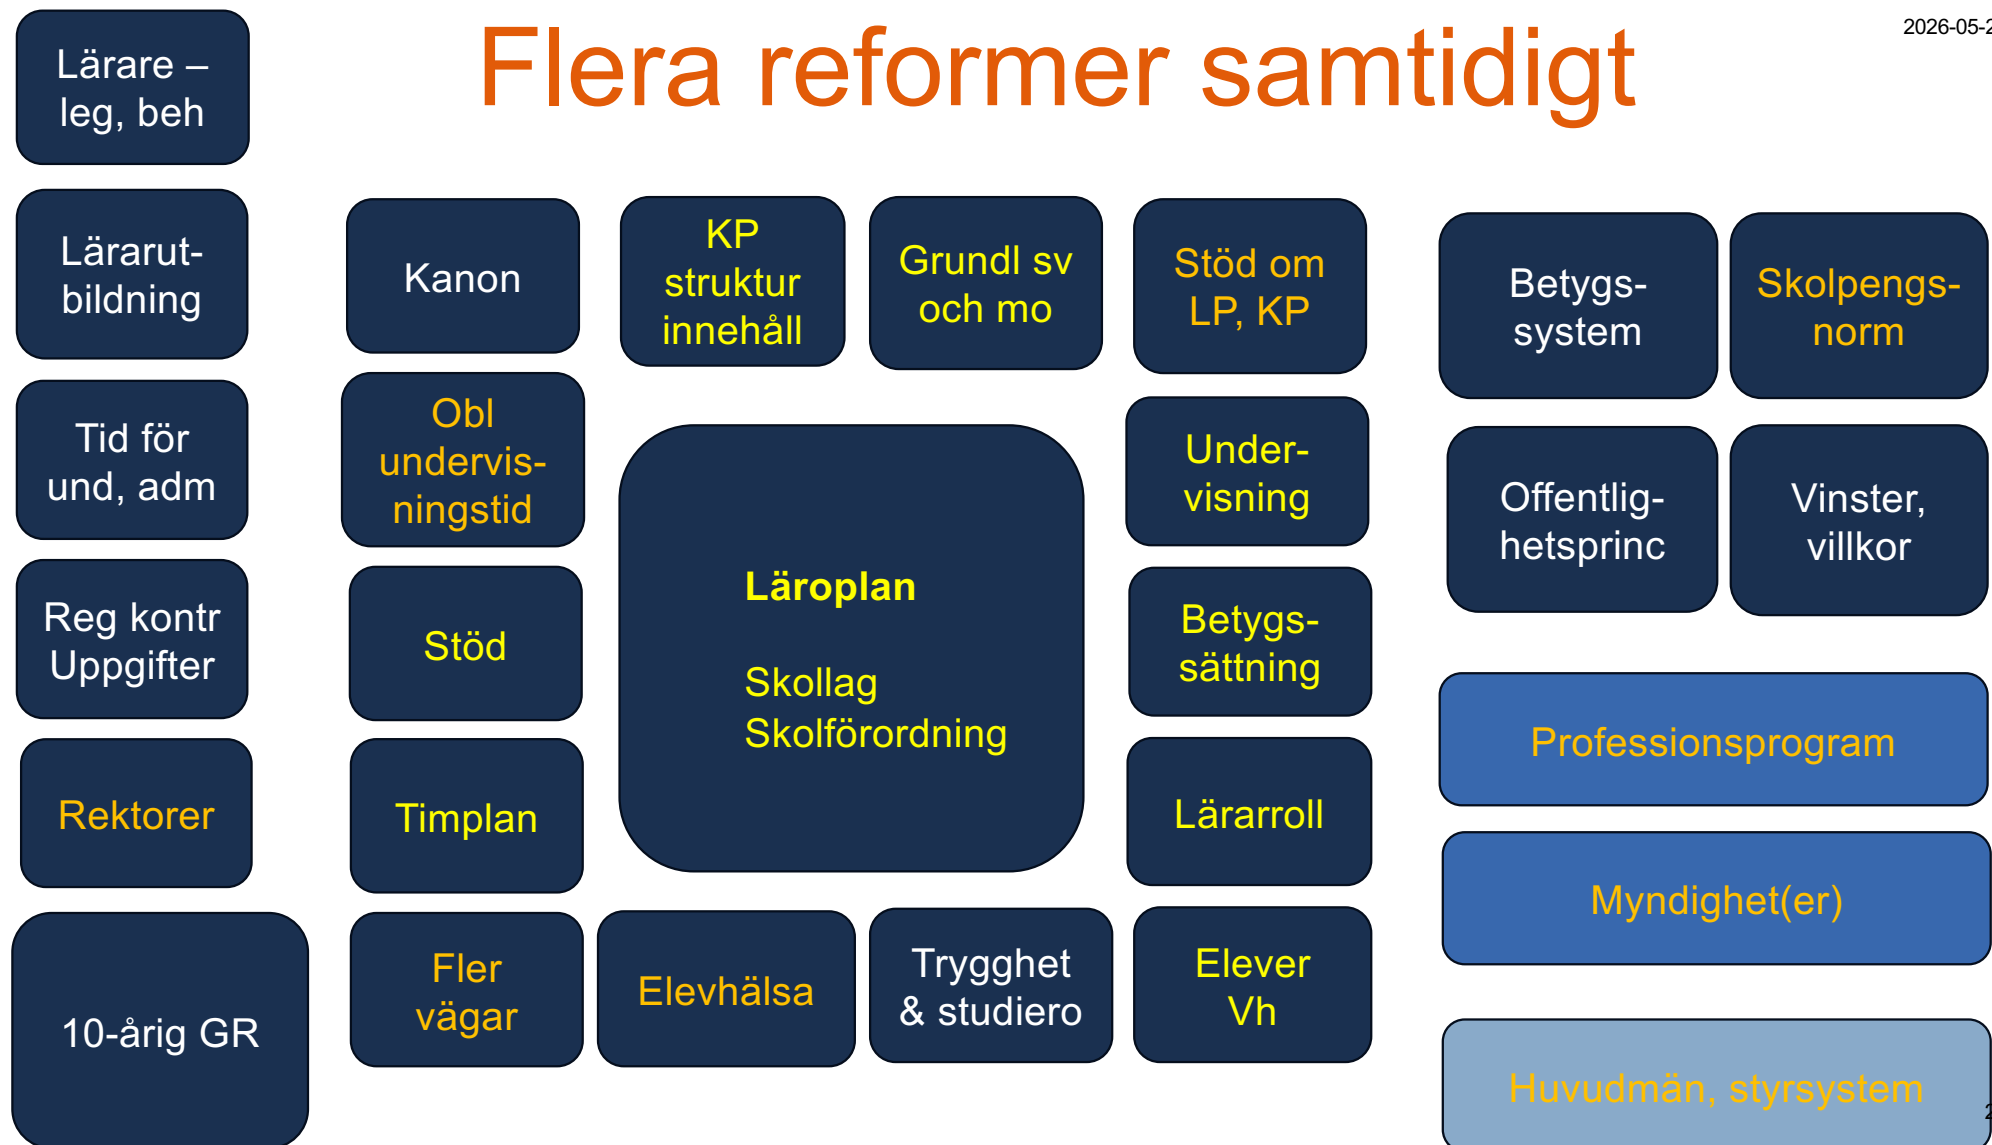 Flera reformer samtidigt
2026-05-2
Lärare –
leg, beh
Lärarut-
bildning
Tid för
und, adm
Reg kontr
Uppgifter
Rektorer
10-årig GR
Kanon
KP
struktur
innehåll
Grundl sv
och mo
Stöd om
LP, KP
Obl
undervis-
ningstid
Stöd
Timplan
Fler
vägar
Läroplan
Skollag
Skolförordning
Under-
visning
Betygs-
sättning
Lärarroll
Elevhälsa
Trygghet
& studiero
Elever
Vh
Betygs-
system
Skolpengs-
norm
Offentlig-
hetsprinc
Vinster,
villkor
Professionsprogram
Myndighet(er)
Huvudmän, styrsystem